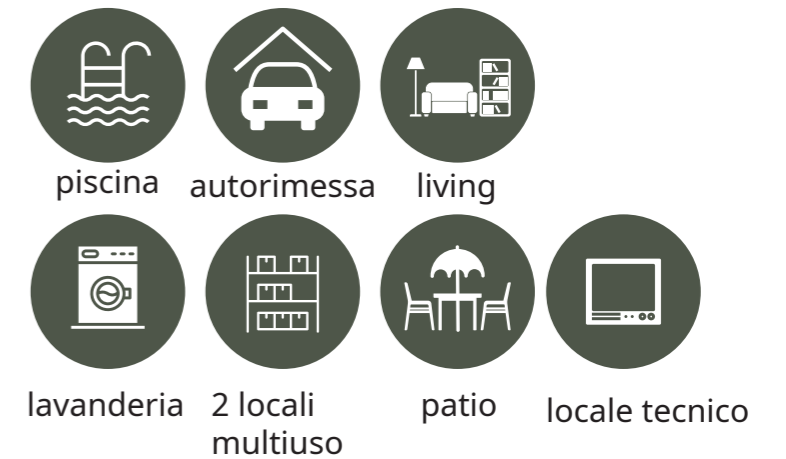 piscina
autorimessa
living
lavanderia
2 locali
multiuso
patio
locale tecnico